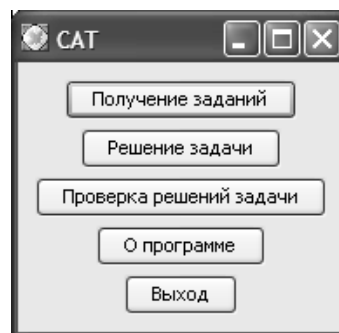 CAT
Получение заданий
Решение задачи
Проверка решений задачи
О программе
Выход